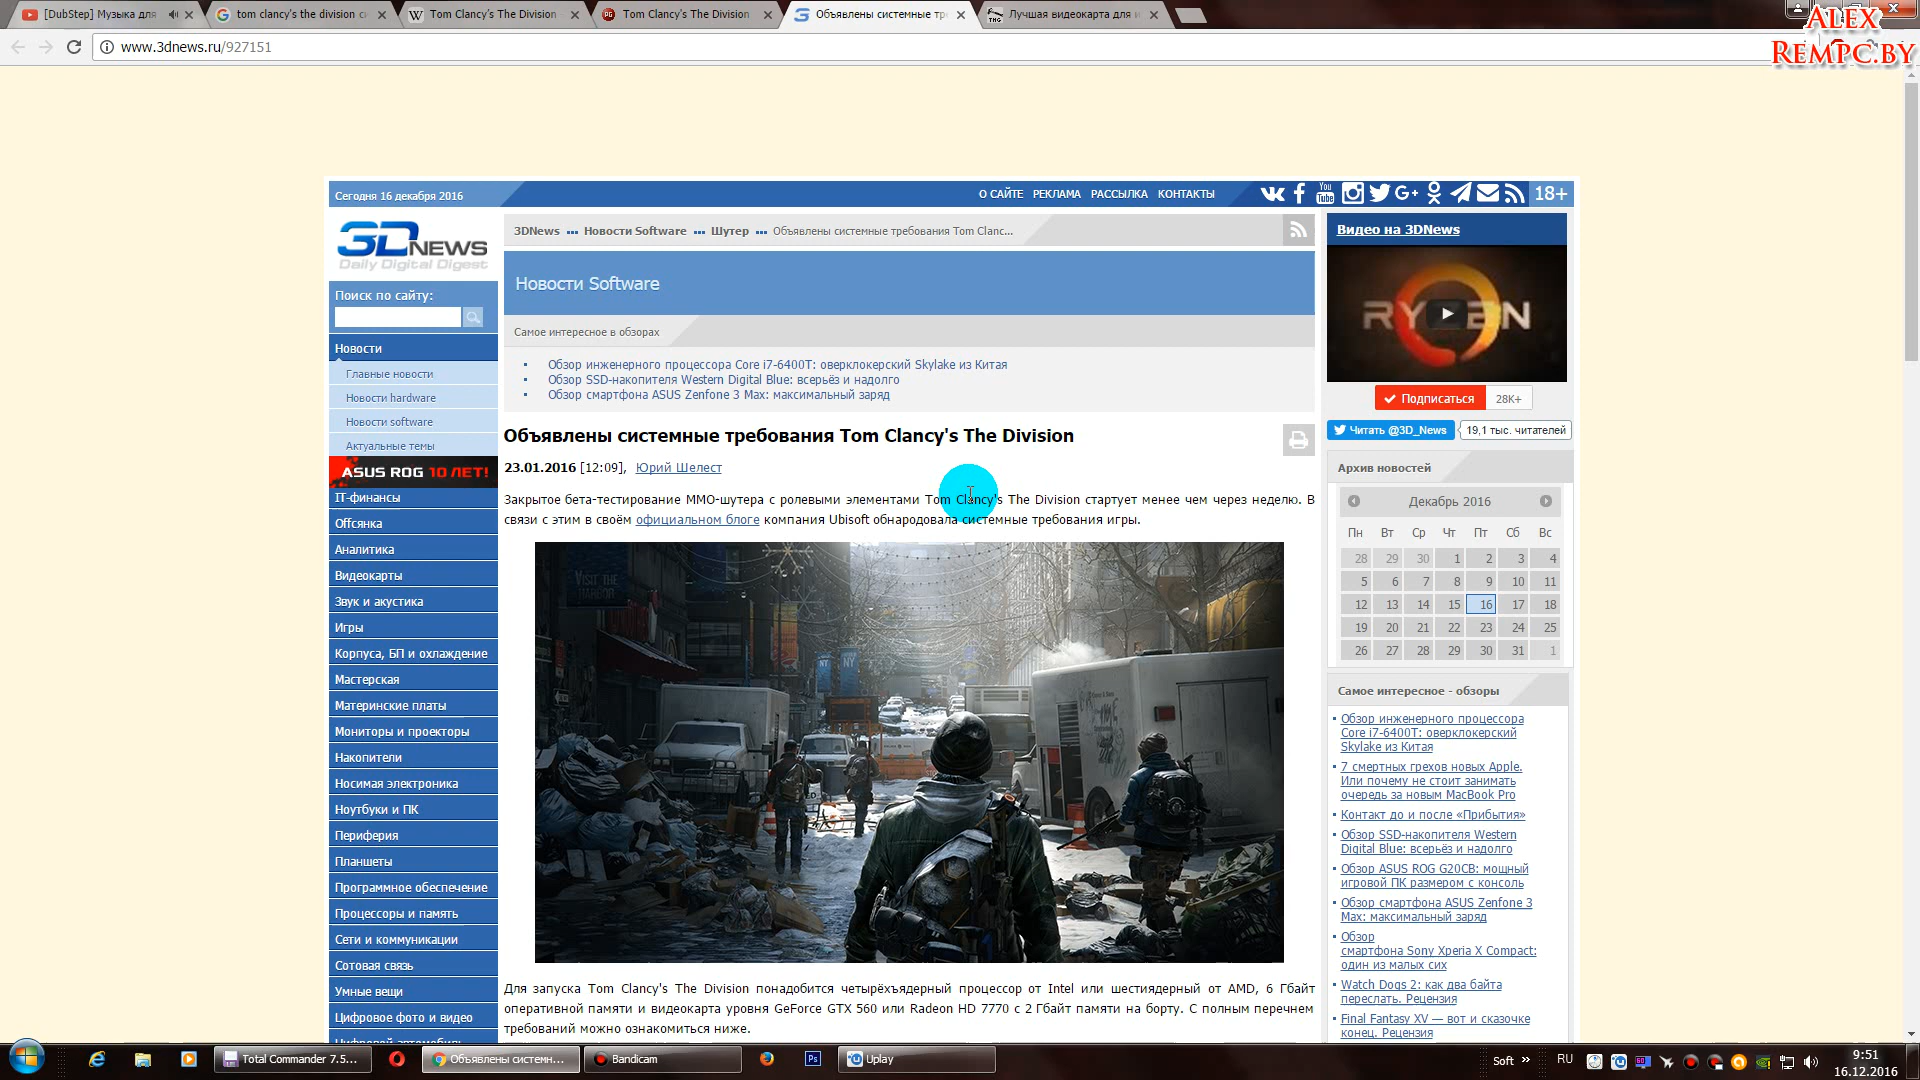 [DubStep] Музыка для
tom clancy's the division си
Tom Clancy's The Division
Tom Clancy's The Division
Объявлены системные тре
Лучшая видеокарта для и
ALEX
REMPC.BY
www.3dnews.ru/927151
Сегодня 16 декабря 2016
О САЙТЕ РЕКЛАМА РАССЫЛКА КОНТАКТЫ
18+
3DNEWS
Daily Digital Digest
3DNews Новости Software Шутер Объявлены системные требования Tom Clanc...
Новости Software
Самое интересное в обзорах
Обзор инженерного процессора Core i7-6400T: оверклокерский Skylake из Китая
Обзор SSD-накопителя Western Digital Blue: всерьёз и надолго
Обзор смартфона ASUS Zenfone 3 Max: максимальный заряд
Объявлены системные требования Tom Clancy's The Division
23.01.2016 [12:09], Юрий Шелест
Закрытое бета-тестирование ММО-шутера с ролевыми элементами Tom Clancy's The Division стартует менее чем через неделю. В
связи с этим в своём официальном блоге компания Ubisoft обнародовала системные требования игры.
VISIT THE
HARBOR
NY
NY
Для запуска Tom Clancy's The Division понадобится четырёхъядерный процессор от Intel или шестиядерный от AMD, 6 Гбайт
оперативной памяти и видеокарта уровня GeForce GTX 560 или Radeon HD 7770 с 2 Гбайт памяти на борту. С полным перечнем
требований можно ознакомиться ниже.
Поиск по сайту:
Новости
Главные новости
Новости hardware
Новости software
Актуальные темы
ASUS ROG 10 ЛЕТ!
IT-финансы
Offсянка
Аналитика
Видеокарты
Звук и акустика
Игры
Корпуса, БП и охлаждение
Мастерская
Материнские платы
Мониторы и проекторы
Накопители
Носимая электроника
Ноутбуки и ПК
Периферия
Планшеты
Программное обеспечение
Процессоры и память
Сети и коммуникации
Сотовая связь
Умные вещи
Цифровое фото и видео
Цифровой автомобиль
Видео на 3DNews
RYZEN
Подписаться 28K+
Читать @3D_News 19,1 тыс. читателей
Архив новостей
Декабрь 2016
Пн Вт Ср Чт Пт Сб Вс
28 29 30 1 2 3 4
5 6 7 8 9 10 11
12 13 14 15 16 17 18
19 20 21 22 23 24 25
26 27 28 29 30 31 1
Самое интересное - обзоры
Обзор инженерного процессора
Core i7-6400T: оверклокерский
Skylake из Китая
7 смертных грехов новых Apple.
Или почему не стоит занимать
очередь за новым MacBook Pro
Контакт до и после «Прибытия»
Обзор SSD-накопителя Western
Digital Blue: всерьёз и надолго
Обзор ASUS ROG G20CB: мощный
игровой ПК размером с консоль
Обзор смартфона ASUS Zenfone 3
Max: максимальный заряд
Обзор
смартфона Sony Xperia X Compact:
один из малых сих
Watch Dogs 2: как два байта
переслать. Рецензия
Final Fantasy XV — вот и сказочке
конец. Рецензия
Total Commander 7.5...
Объявлены системн...
Bandicam
Ps
Uplay
Soft
RU
9:51
16.12.2016